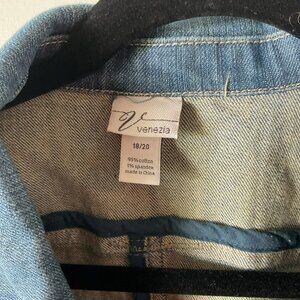 V
venezia
18/20
95% cotton
5% spandex
made in China